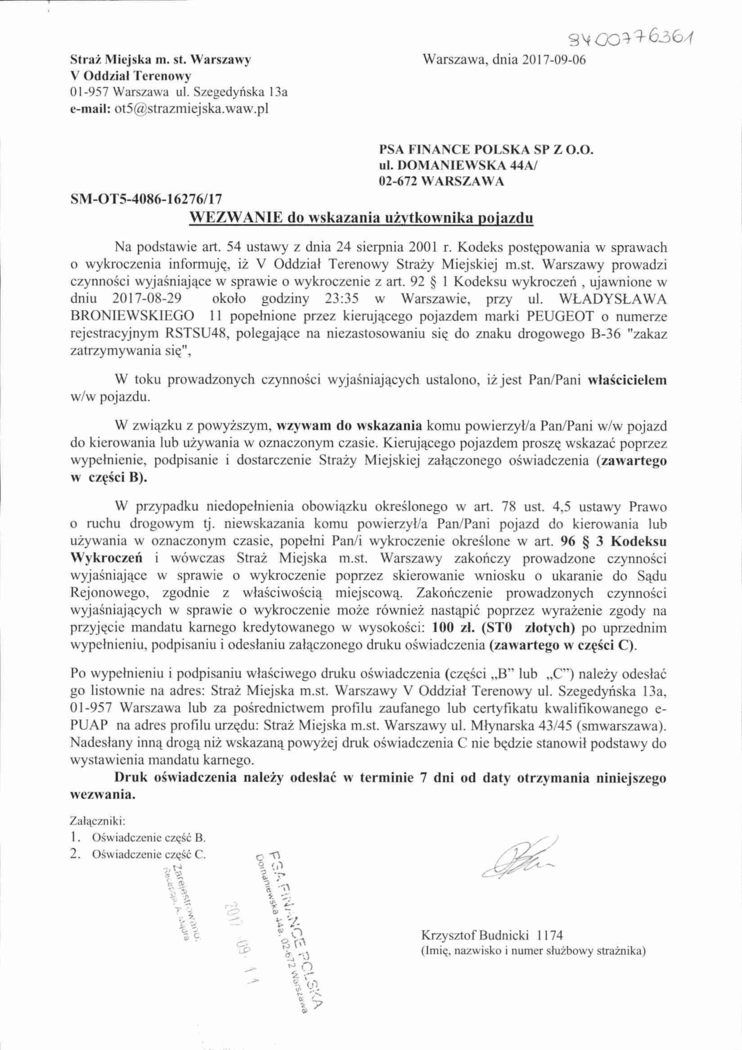 8400776361
Straż Miejska m. st. Warszawy
V Oddział Terenowy
01-957 Warszawa ul. Szegedyńska 13a
e-mail: ot5@strazmiejska.waw.pl
Warszawa, dnia 2017-09-06
PSA FINANCE POLSKA SP Z O.O.
ul. DOMANIEWSKA 44A/
02-672 WARSZAWA
SM-OT5-4086-16276/17
WEZWANIE do wskazania użytkownika pojazdu
Na podstawie art. 54 ustawy z dnia 24 sierpnia 2001 r. Kodeks postępowania w sprawach
o wykroczenia informuję, iż V Oddział Terenowy Straży Miejskiej m.st. Warszawy prowadzi
czynności wyjaśniające w sprawie o wykroczenie z art. 92 § 1 Kodeksu wykroczeń , ujawnione w
dniu 2017-08-29 około godziny 23:35 w Warszawie, przy ul. WŁADYSŁAWA
BRONIEWSKIEGO 11 popełnione przez kierującego pojazdem marki PEUGEOT o numerze
rejestracyjnym RSTSU48, polegające na niezastosowaniu się do znaku drogowego B-36 "zakaz
zatrzymywania się",
W toku prowadzonych czynności wyjaśniających ustalono, iż jest Pan/Pani właścicielem
w/w pojazdu.
W związku z powyższym, wzywam do wskazania komu powierzył/a Pan/Pani w/w pojazd
do kierowania lub używania w oznaczonym czasie. Kierującego pojazdem proszę wskazać poprzez
wypełnienie, podpisanie i dostarczenie Straży Miejskiej załączonego oświadczenia (zawartego
w części B).
W przypadku niedopełnienia obowiązku określonego w art. 78 ust. 4,5 ustawy Prawo
o ruchu drogowym tj. niewskazania komu powierzył/a Pan/Pani pojazd do kierowania lub
używania w oznaczonym czasie, popełni Pan/i wykroczenie określone w art. 96 § 3 Kodeksu
Wykroczeń i wówczas Straż Miejska m.st. Warszawy zakończy prowadzone czynności
wyjaśniające w sprawie o wykroczenie poprzez skierowanie wniosku o ukaranie do Sądu
Rejonowego, zgodnie z właściwością miejscową. Zakończenie prowadzonych czynności
wyjaśniających w sprawie o wykroczenie może również nastąpić poprzez wyrażenie zgody na
przyjęcie mandatu karnego kredytowanego w wysokości: 100 zł. (STO złotych) po uprzednim
wypełnieniu, podpisaniu i odesłaniu załączonego druku oświadczenia (zawartego w części C).
Po wypełnieniu i podpisaniu właściwego druku oświadczenia (części „B" lub „C") należy odesłać
go listownie na adres: Straż Miejska m.st. Warszawy V Oddział Terenowy ul. Szegedyńska 13a,
01-957 Warszawa lub za pośrednictwem profilu zaufanego lub certyfikatu kwalifikowanego e-
PUAP na adres profilu urzędu: Straż Miejska m.st. Warszawy ul. Młynarska 43/45 (smwarszawa).
Nadesłany inną drogą niż wskazaną powyżej druk oświadczenia C nie będzie stanowił podstawy do
wystawienia mandatu karnego.
Druk oświadczenia należy odesłać w terminie 7 dni od daty otrzymania niniejszego
wezwania.
Załączniki:
1. Oświadczenie część B.
2. Oświadczenie część C.
Zarejestrowano:
Recepcja, A. Mądra
2017 -09- 11
PSA FINANCE POLSKA
Domaniewska 44a, 02-672 Warszawa
Krzysztof Budnicki 1174
(Imię, nazwisko i numer służbowy strażnika)